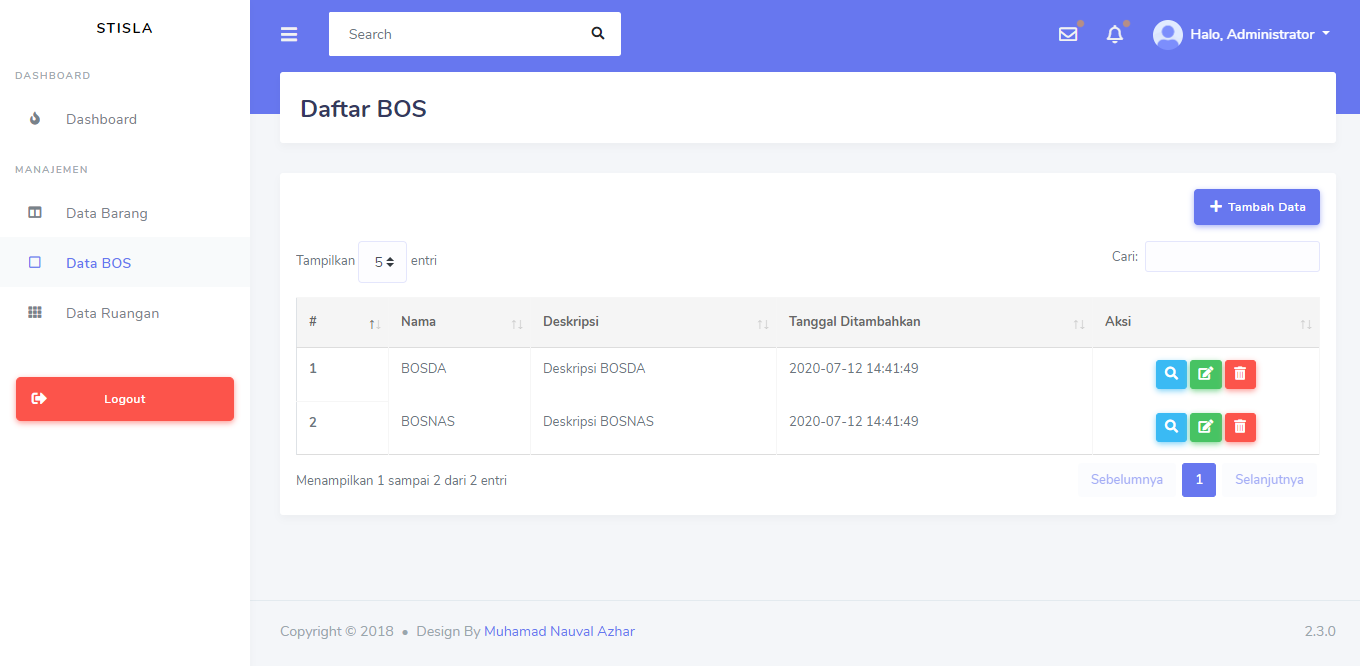 STISLA
Search
Halo, Administrator
DASHBOARD
Dashboard
MANAJEMEN
Data Barang
Data BOS
Data Ruangan
Logout
Daftar BOS
Tambah Data
Tampilkan 5 entri
Cari:
# Nama Deskripsi Tanggal Ditambahkan Aksi
1 BOSDA Deskripsi BOSDA 2020-07-12 14:41:49
2 BOSNAS Deskripsi BOSNAS 2020-07-12 14:41:49
Menampilkan 1 sampai 2 dari 2 entri
Sebelumnya 1 Selanjutnya
Copyright © 2018 • Design By Muhamad Nauval Azhar
2.3.0